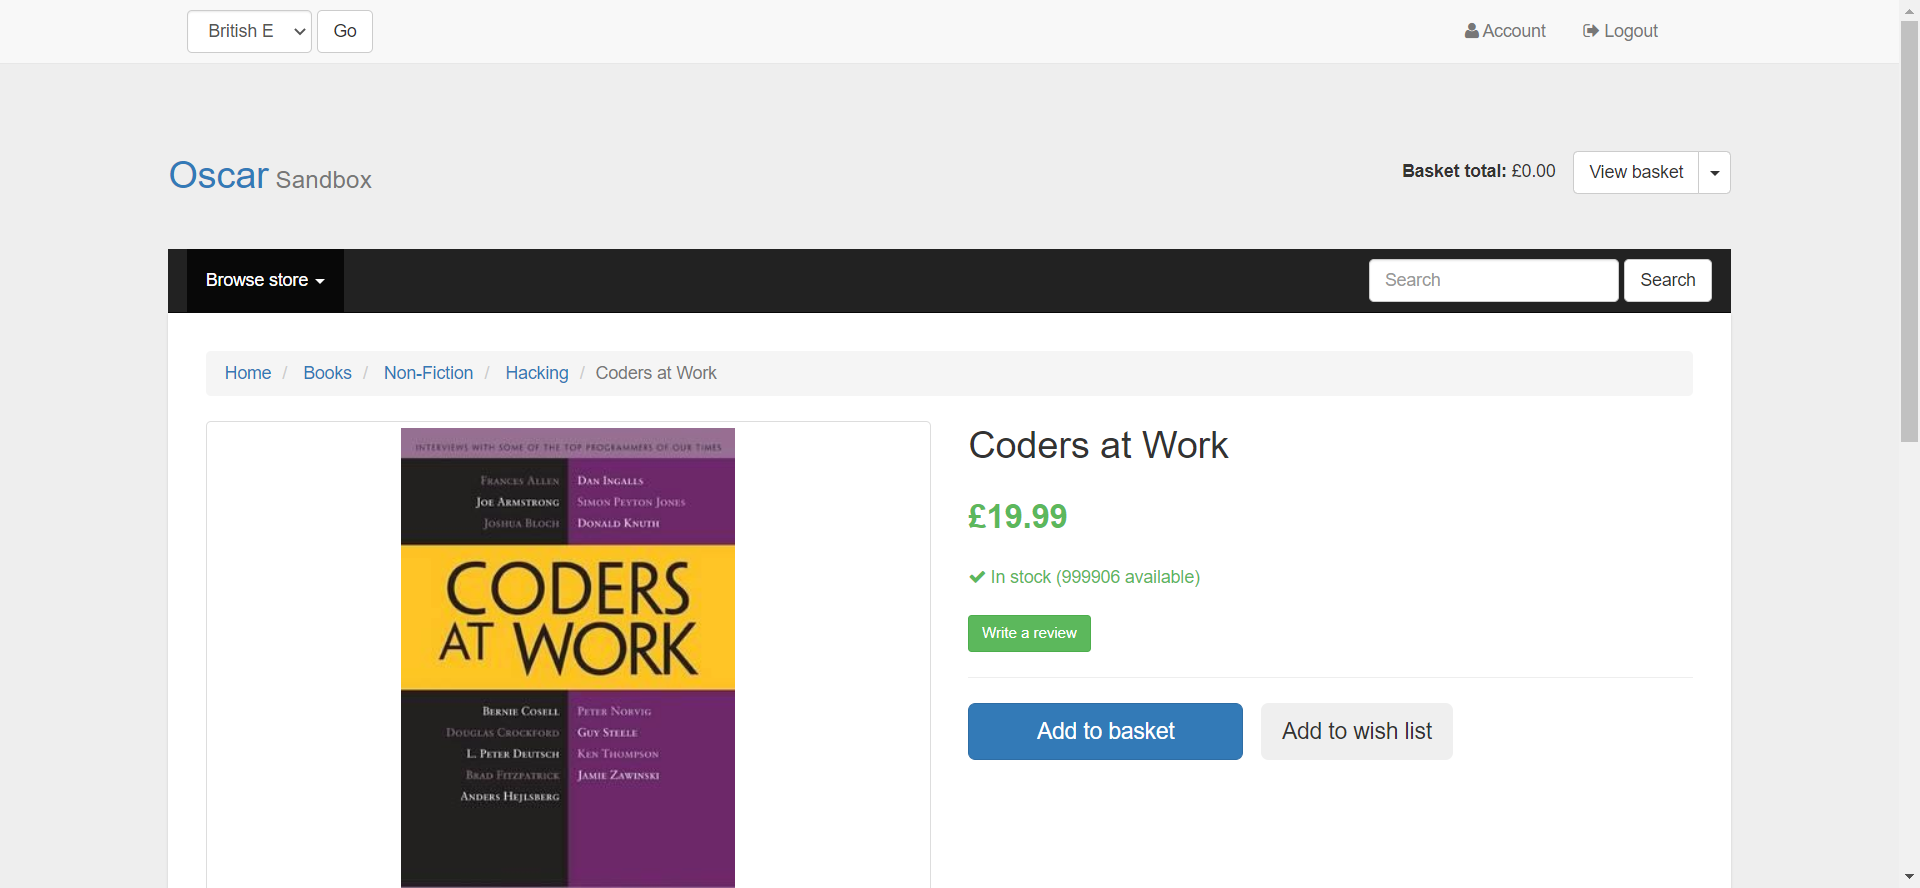 British E
Go
Account
Logout
Oscar Sandbox
Basket total: £0.00
View basket
Browse store
Search
Search
Home / Books / Non-Fiction / Hacking / Coders at Work
INTERVIEWS WITH SOME OF THE TOP PROGRAMMERS OF OUR TIMES
FRANCES ALLEN
JOE ARMSTRONG
JOSHUA BLOCH
DAN INGALLS
SIMON PEYTON JONES
DONALD KNUTH
CODERS
AT WORK
BERNIE COSELL
DOUGLAS CROCKFORD
L. PETER DEUTSCH
BRAD FITZPATRICK
ANDERS HEJLSBERG
PETER NORVIG
GUY STEELE
KEN THOMPSON
JAMIE ZAWINSKI
Coders at Work
£19.99
In stock (999906 available)
Write a review
Add to basket
Add to wish list